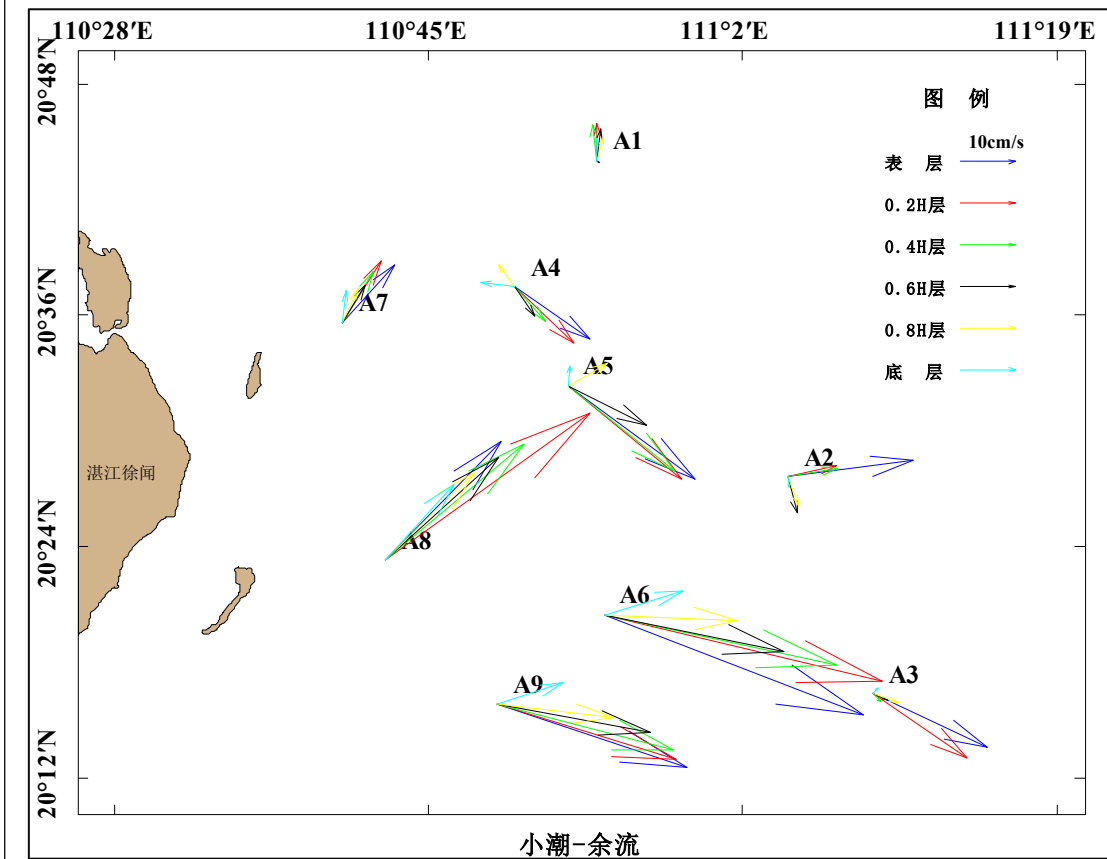 110°28′E 110°45′E 111°2′E 111°19′E
20°48′N
20°36′N
20°24′N
20°12′N
图 例
10cm/s
表 层
0.2H层
0.4H层
0.6H层
0.8H层
底 层
A1
A4
A7
A5
A2
湛江徐闻
A8
A6
A3
A9
小潮-余流